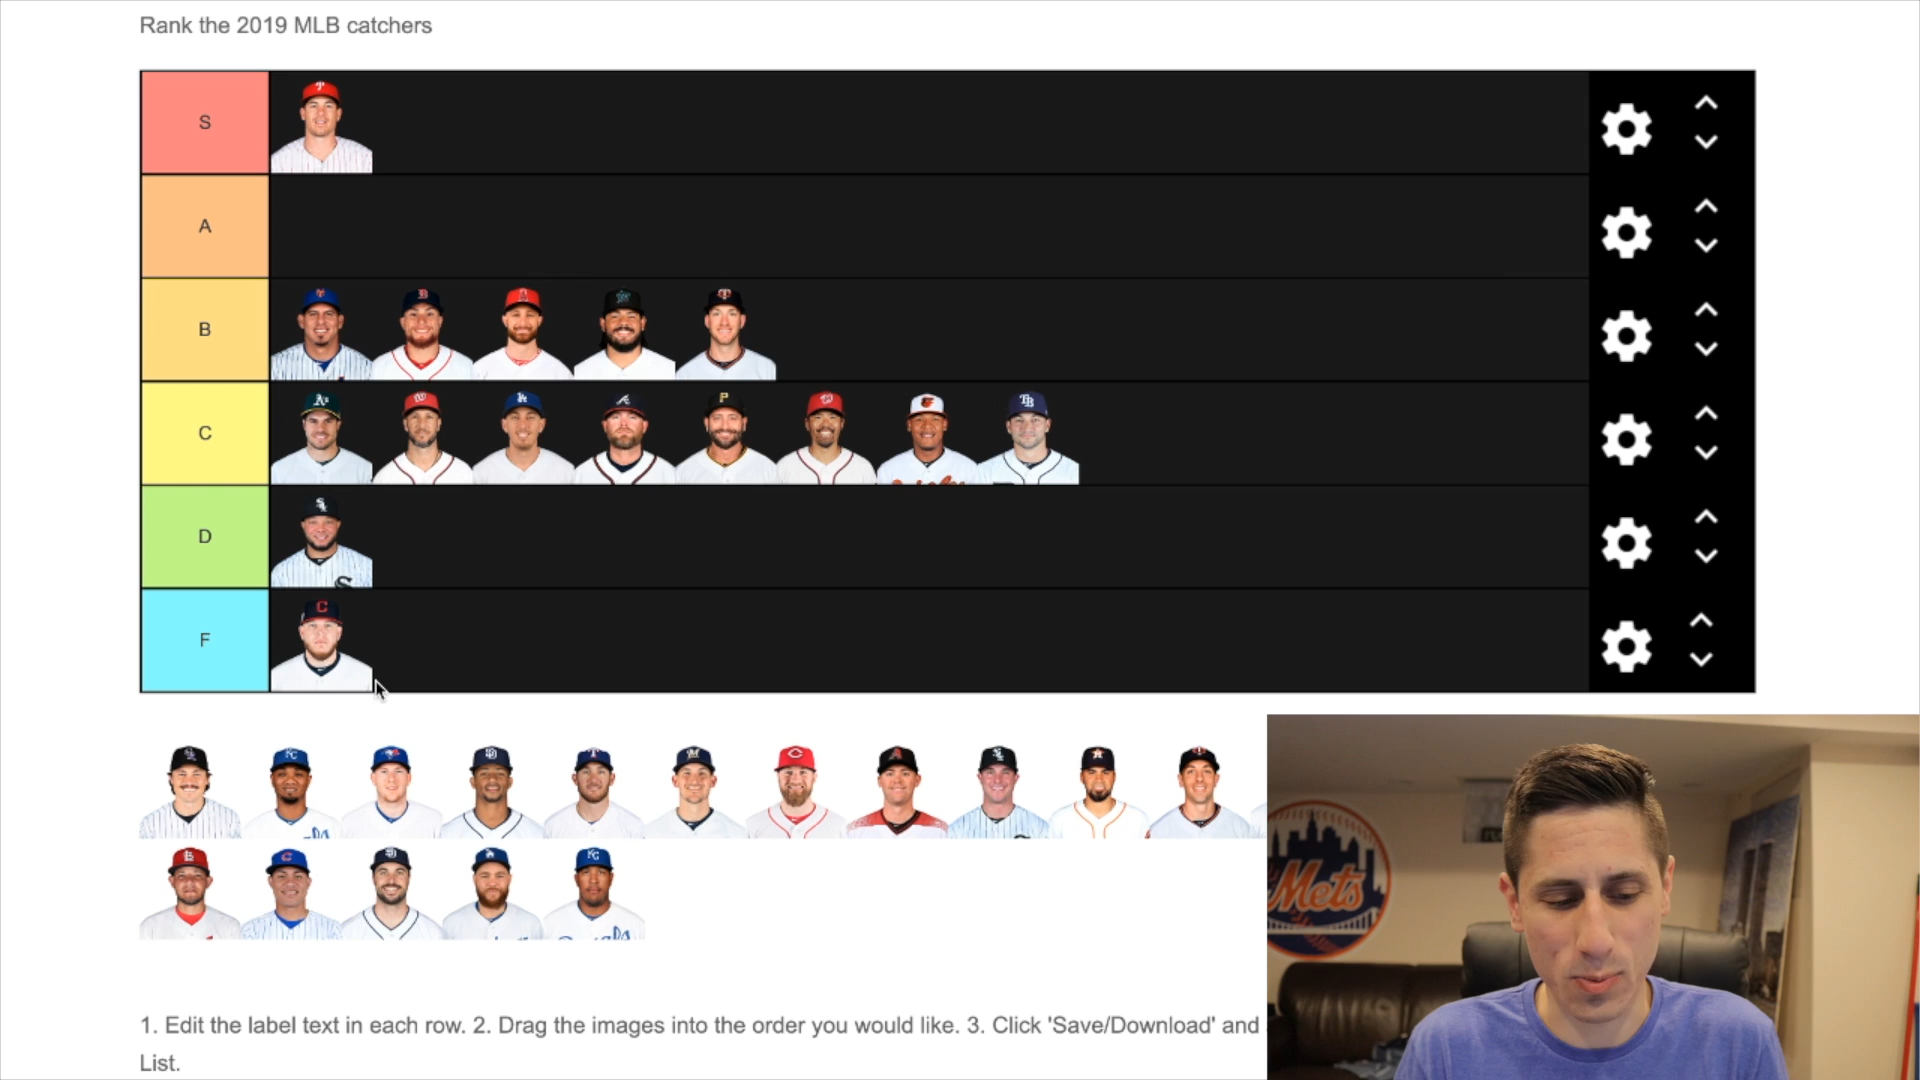 Rank the 2019 MLB catchers
S
A
B
C
D
F
Mets
1. Edit the label text in each row. 2. Drag the images into the order you would like. 3. Click 'Save/Download' and
List.